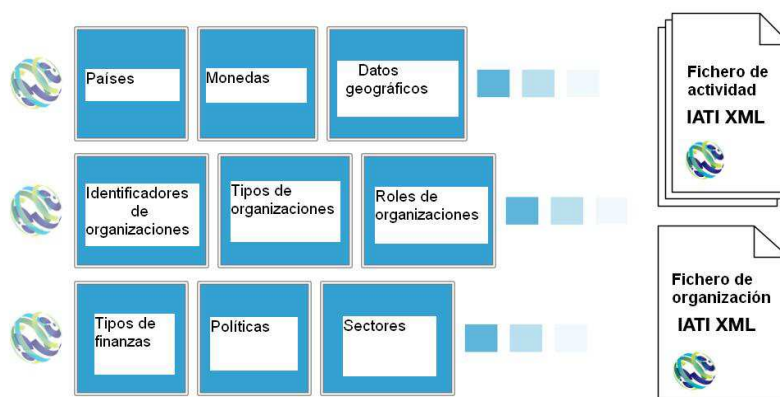 Países
Monedas
Datos
geográficos
Fichero de
actividad
IATI XML
Identificadores
de
organizaciones
Tipos de
organizaciones
Roles de
organizaciones
Fichero de
organización
IATI XML
Tipos de
finanzas
Políticas
Sectores